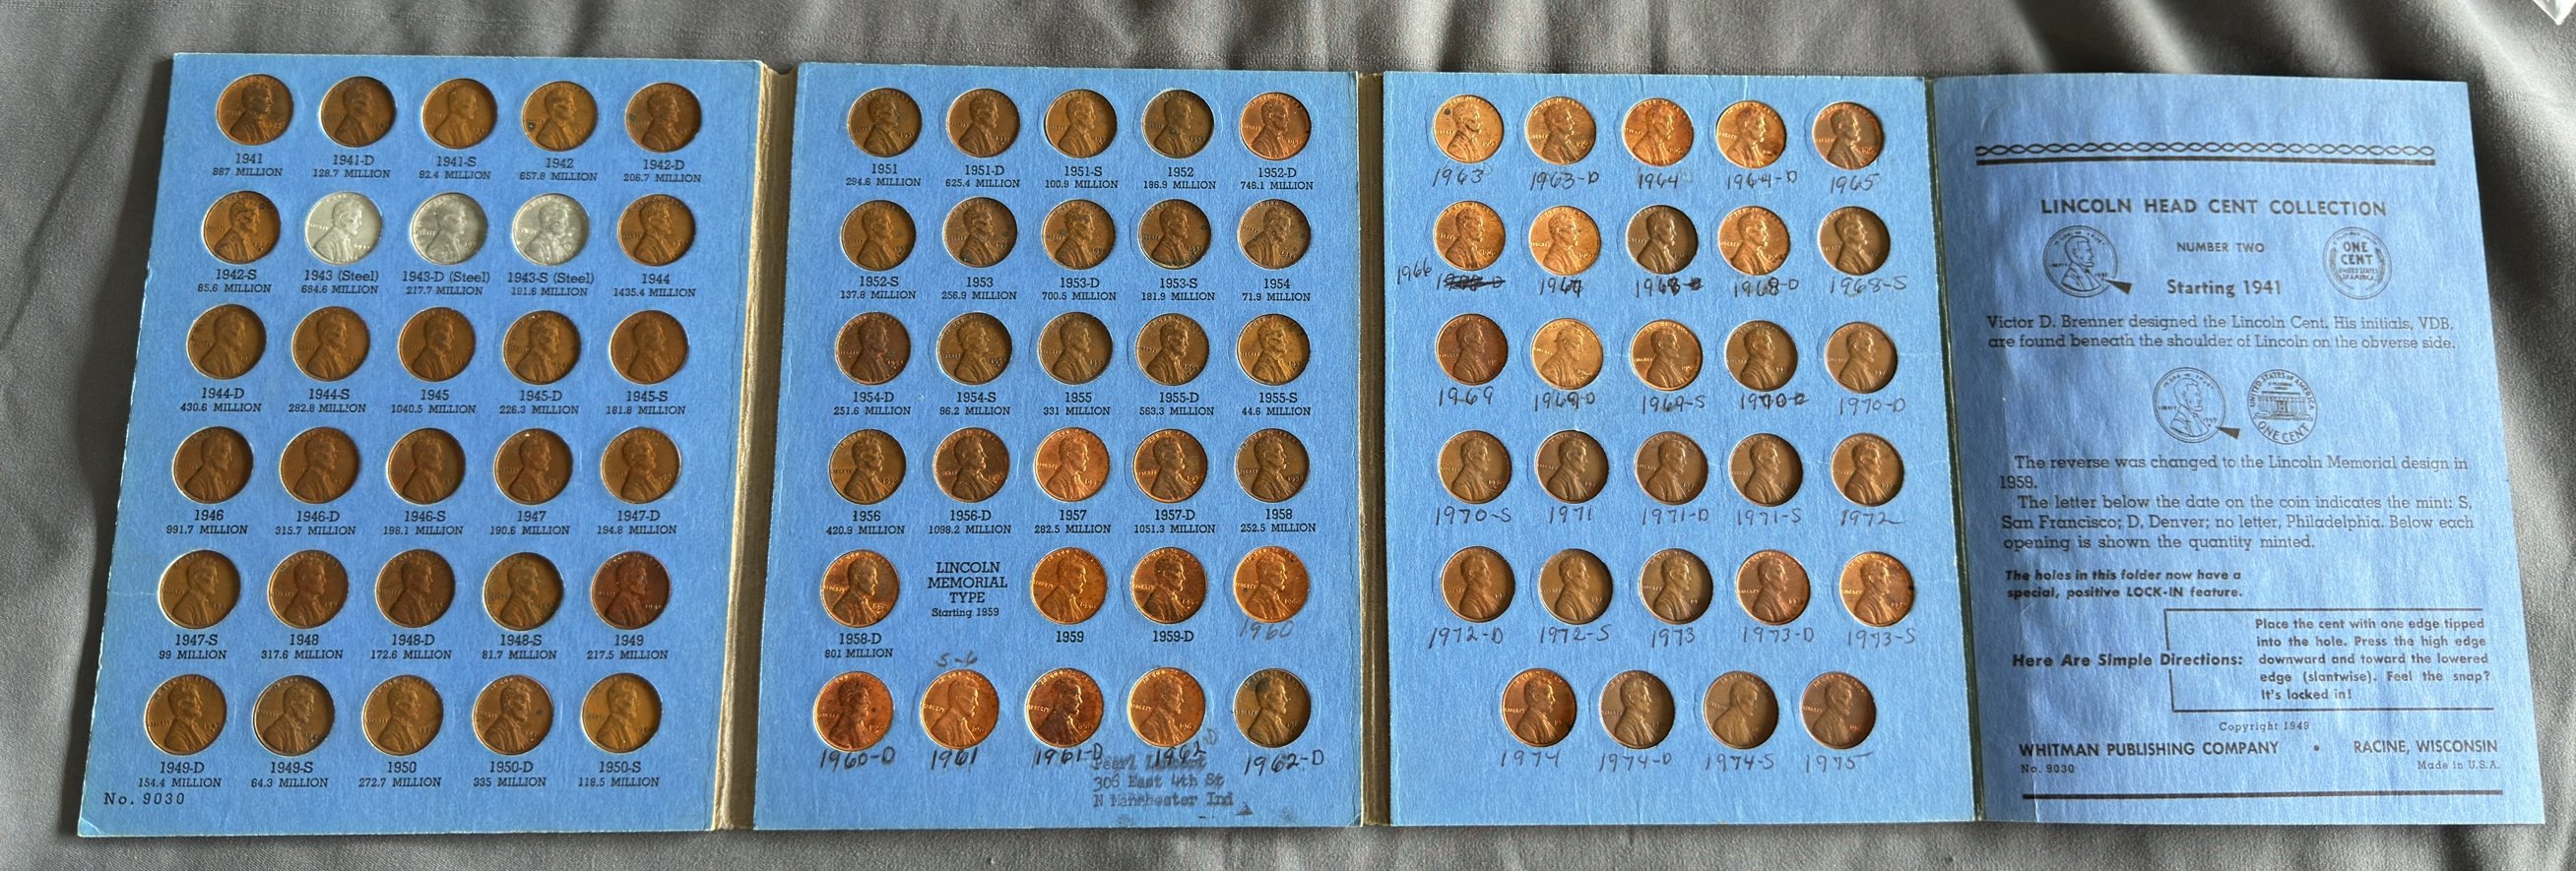 1941 1941-D 1941-S 1942 1942-D
887 MILLION 128.7 MILLION 92.4 MILLION 657.8 MILLION 206.7 MILLION
1942-S 1943 (Steel) 1943-D (Steel) 1943-S (Steel) 1944
85.6 MILLION 684.6 MILLION 217.7 MILLION 191.6 MILLION 1435.4 MILLION
1944-D 1944-S 1945 1945-D 1945-S
430.6 MILLION 282.8 MILLION 1040.5 MILLION 226.3 MILLION 181.8 MILLION
1946 1946-D 1946-S 1947 1947-D
991.7 MILLION 315.7 MILLION 198.1 MILLION 190.6 MILLION 194.8 MILLION
1947-S 1948 1948-D 1948-S 1949
99 MILLION 317.6 MILLION 172.6 MILLION 81.7 MILLION 217.5 MILLION
1949-D 1949-S 1950 1950-D 1950-S
154.4 MILLION 64.3 MILLION 272.7 MILLION 335 MILLION 118.5 MILLION
No. 9030
1951 1951-D 1951-S 1952 1952-D
294.6 MILLION 625.4 MILLION 100.9 MILLION 186.9 MILLION 746.1 MILLION
1952-S 1953 1953-D 1953-S 1954
137.8 MILLION 256.9 MILLION 700.5 MILLION 181.9 MILLION 71.9 MILLION
1954-D 1954-S 1955 1955-D 1955-S
251.6 MILLION 96.2 MILLION 331 MILLION 563.3 MILLION 44.6 MILLION
1956 1956-D 1957 1957-D 1958
420.9 MILLION 1098.2 MILLION 282.5 MILLION 1051.3 MILLION 252.5 MILLION
LINCOLN
MEMORIAL
TYPE
Starting 1959
1958-D 1959 1959-D 1960
801 MILLION
1960-D 1961 1961-D 1962 1962-D
Pearl
306 East 4th St
N Manchester Ind
1963 1963-D 1964 1964-D 1965
1966 1967 1968 1968-D 1968-S
1969 1969-D 1969-S 1970 1970-D
1970-S 1971 1971-D 1971-S 1972
1972-D 1972-S 1973 1973-D 1973-S
1974 1974-D 1974-S 1975
LINCOLN HEAD CENT COLLECTION
NUMBER TWO
ONE
CENT
UNITED STATES
OF AMERICA
Starting 1941
Victor D. Brenner designed the Lincoln Cent. His initials, VDB,
are found beneath the shoulder of Lincoln on the obverse side.
UNITED STATES OF AMERICA
ONE CENT
The reverse was changed to the Lincoln Memorial design in
1959.
The letter below the date on the coin indicates the mint: S,
San Francisco; D, Denver; no letter, Philadelphia. Below each
opening is shown the quantity minted.
The holes in this folder now have a
special, positive LOCK-IN feature.
Here Are Simple Directions:
Place the cent with one edge tipped
into the hole. Press the high edge
downward and toward the lowered
edge (slantwise). Feel the snap?
It's locked in!
Copyright 1949
WHITMAN PUBLISHING COMPANY • RACINE, WISCONSIN
No. 9030 Made in U.S.A.